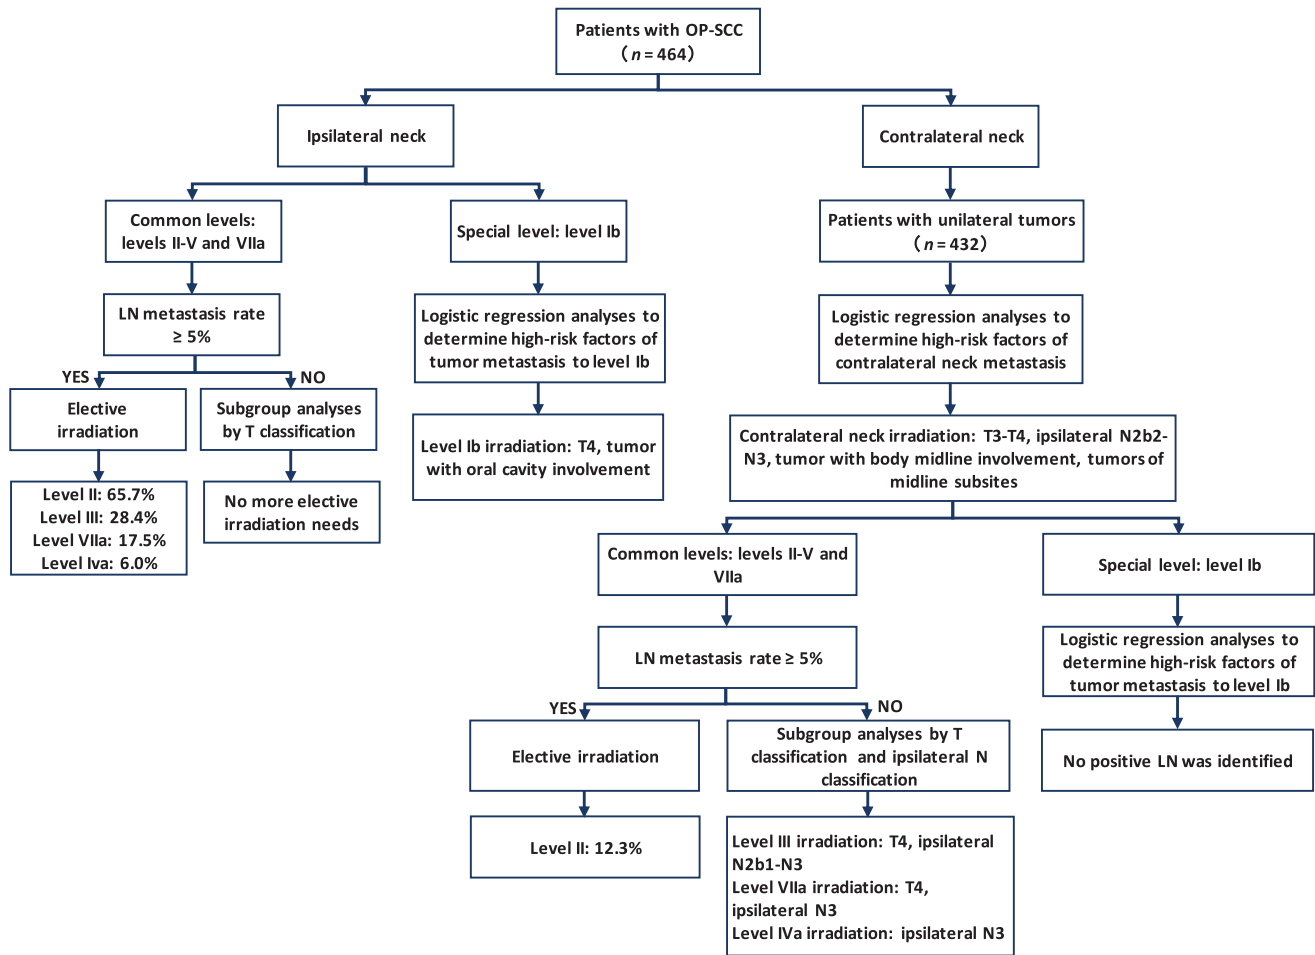 Patients with OP-SCC
（n = 464）
Ipsilateral neck
Contralateral neck
Common levels:
levels II-V and VIIa
Special level: level Ib
Patients with unilateral tumors
（n = 432）
LN metastasis rate
≥ 5%
Logistic regression analyses to
determine high-risk factors of
tumor metastasis to level Ib
Logistic regression analyses to
determine high-risk factors of
contralateral neck metastasis
YES
NO
Elective
irradiation
Subgroup analyses
by T classification
Level Ib irradiation: T4, tumor
with oral cavity involvement
Contralateral neck irradiation: T3-T4, ipsilateral N2b2-
N3, tumor with body midline involvement, tumors of
midline subsites
Level II: 65.7%
Level III: 28.4%
Level VIIa: 17.5%
Level Iva: 6.0%
No more elective
irradiation needs
Common levels: levels II-V and
VIIa
Special level: level Ib
LN metastasis rate ≥ 5%
Logistic regression analyses to
determine high-risk factors of
tumor metastasis to level Ib
YES
NO
Elective irradiation
Subgroup analyses by T
classification and ipsilateral N
classification
No positive LN was identified
Level II: 12.3%
Level III irradiation: T4, ipsilateral
N2b1-N3
Level VIIa irradiation: T4,
ipsilateral N3
Level IVa irradiation: ipsilateral N3